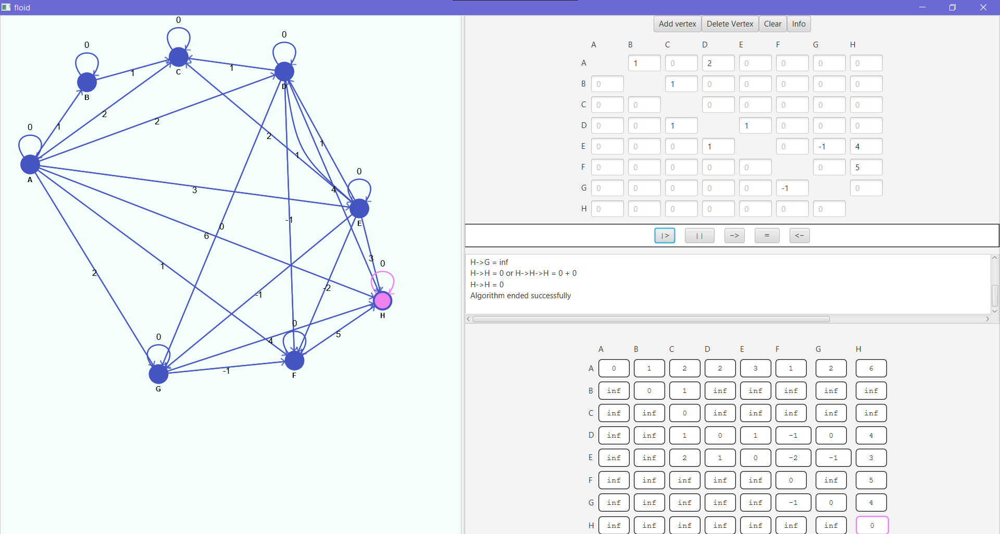 floid
0
0
0
C
B
D
1
1
1
2
2
0
A
2
1
1
3
4
0
E
0
6
-1
3
0
2
1
-2
-1
H
0
5
0
4
-1
F
G
Add vertex Delete Vertex Clear Info
A B C D E F G H
A 1 0 2 0 0 0 0
B 0 1 0 0 0 0 0
C 0 0 0 0 0 0 0
D 0 0 1 1 0 0 0
E 0 0 0 1 0 -1 4
F 0 0 0 0 0 0 5
G 0 0 0 0 0 -1 0
H 0 0 0 0 0 0 0
|> || -> = <-
H->G = inf
H->H = 0 or H->H->H = 0 + 0
H->H = 0
Algorithm ended successfully
A B C D E F G H
A 0 1 2 2 3 1 2 6
B inf 0 1 inf inf inf inf inf
C inf inf 0 inf inf inf inf inf
D inf inf 1 0 1 -1 0 4
E inf inf 2 1 0 -2 -1 3
F inf inf inf inf inf 0 inf 5
G inf inf inf inf inf -1 0 4
H inf inf inf inf inf inf inf 0